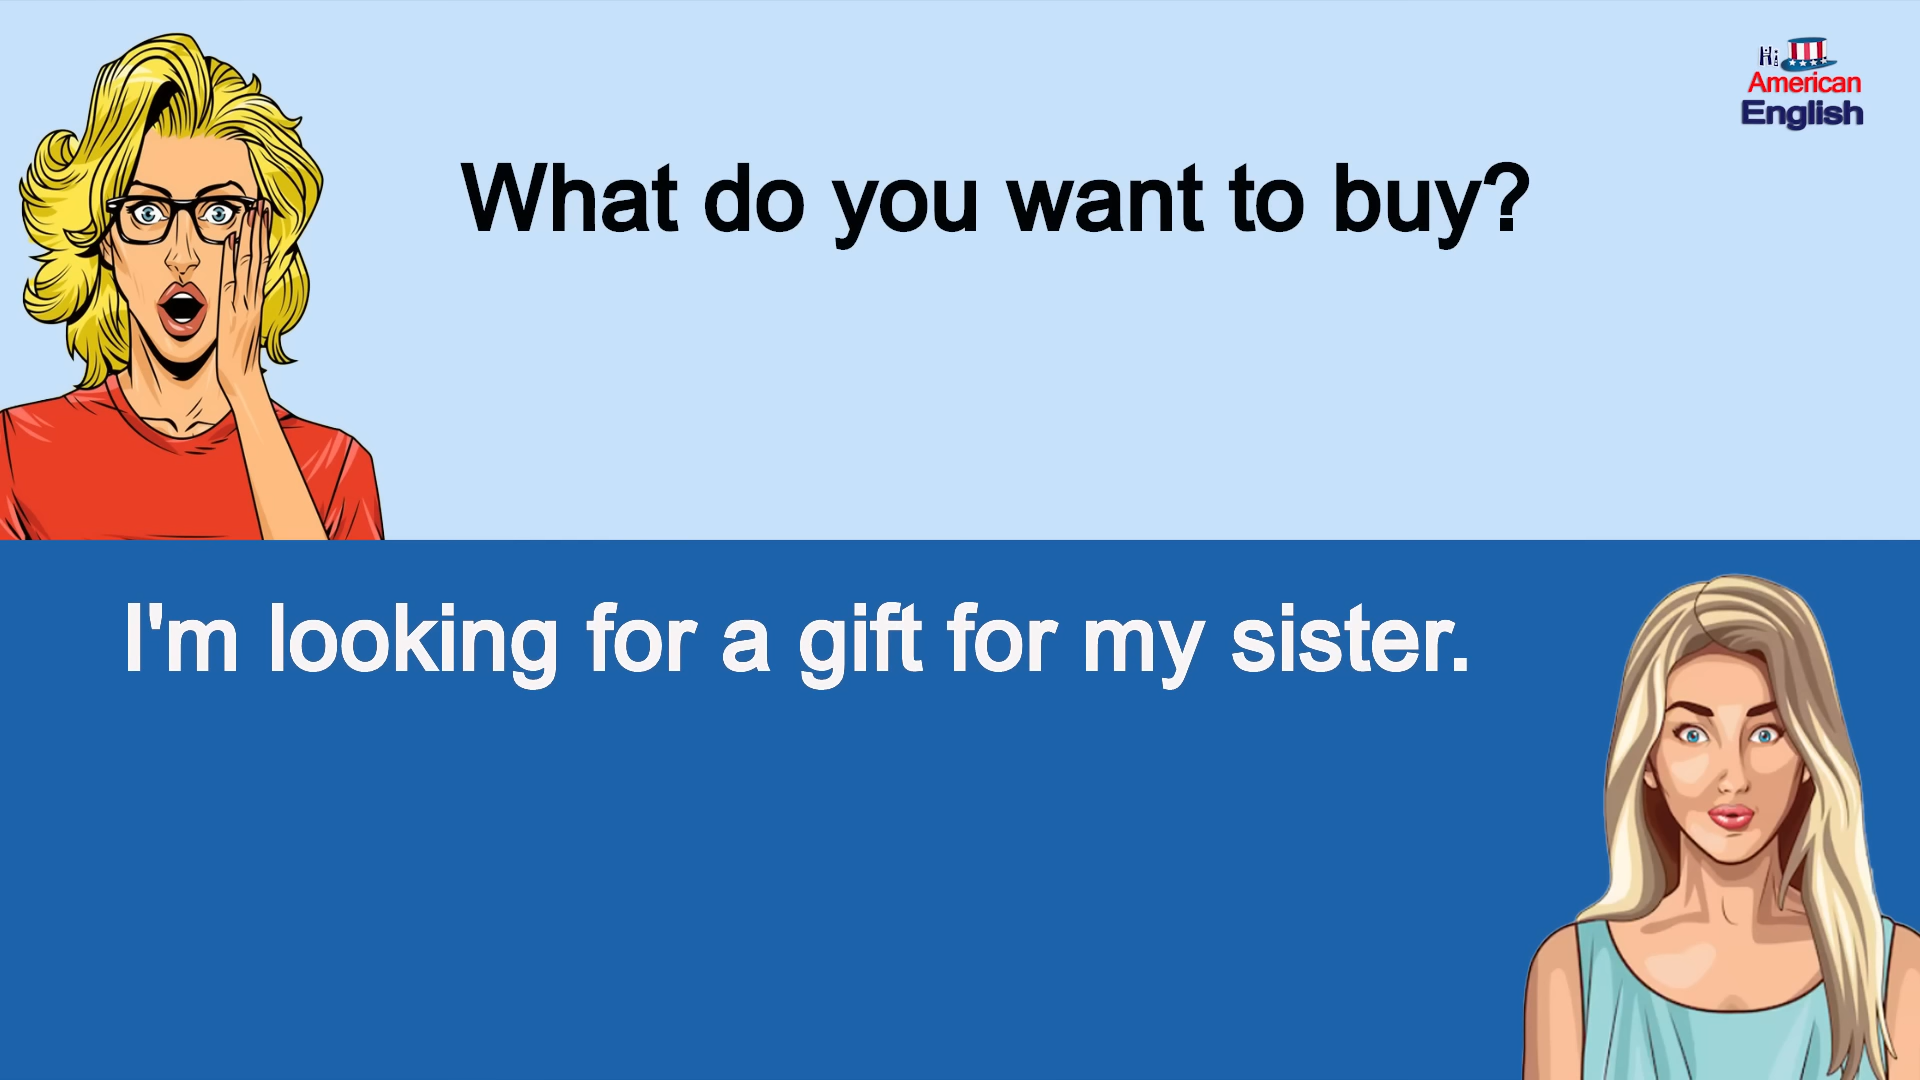 Hi
American
English
What do you want to buy?
I'm looking for a gift for my sister.